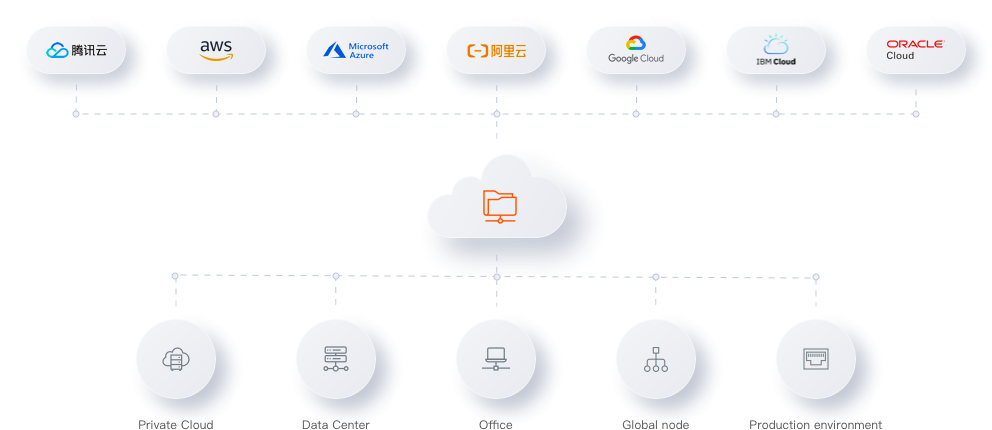 腾讯云
aws
Microsoft
Azure
阿里云
Google Cloud
IBM Cloud
ORACLE
Cloud
Private Cloud
Data Center
Office
Global node
Production environment